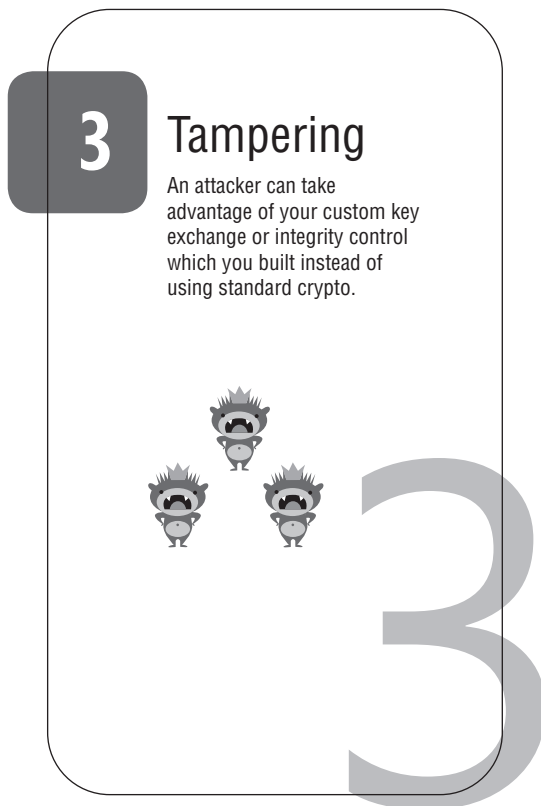 3
Tampering
An attacker can take
advantage of your custom key
exchange or integrity control
which you built instead of
using standard crypto.
3